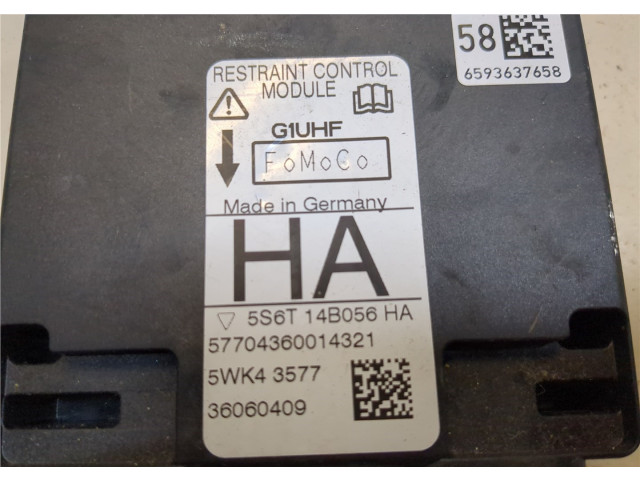 58
6593637658
RESTRAINT CONTROL
MODULE
G1UHF
FoMoCo
Made in Germany
HA
5S6T 14B056 HA
57704360014321
5WK4 3577
36060409